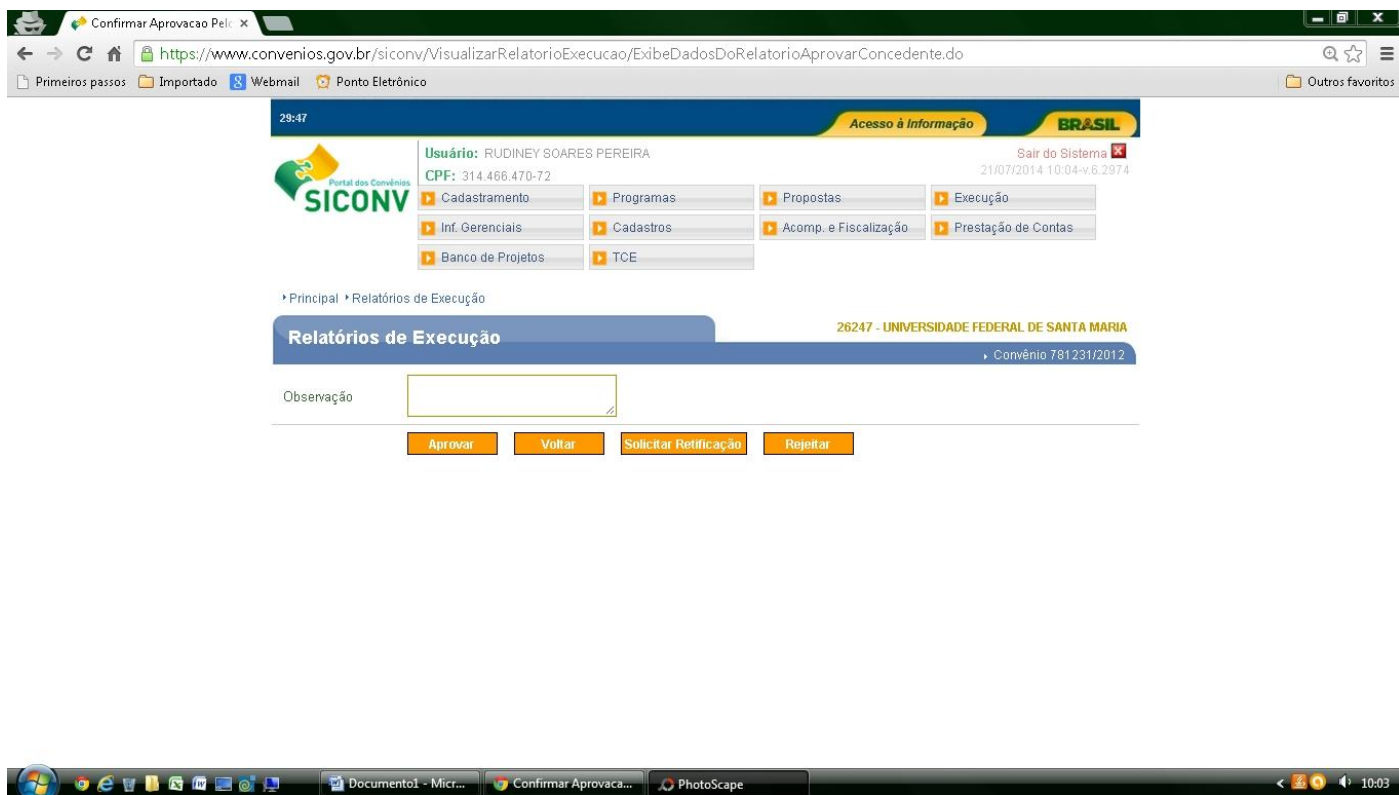 Confirmar Aprovacao Pelo
https://www.convenios.gov.br/siconv/VisualizarRelatorioExecucao/ExibeDadosDoRelatorioAprovarConcedente.do
Primeiros passos Importado Webmail Ponto Eletrônico Outros favoritos
29:47 Acesso à Informação BRASIL
Usuário: RUDINEY SOARES PEREIRA Sair do Sistema
CPF: 314.466.470-72 21/07/2014 10:04-v.6.2974
Portal dos Convênios
SICONV
Cadastramento Programas Propostas Execução
Inf. Gerenciais Cadastros Acomp. e Fiscalização Prestação de Contas
Banco de Projetos TCE
Principal Relatórios de Execução
26247 - UNIVERSIDADE FEDERAL DE SANTA MARIA
Relatórios de Execução
Convênio 781231/2012
Observação
Aprovar Voltar Solicitar Retificação Rejeitar
Documento1 - Micr... Confirmar Aprovaca... PhotoScape 10:03